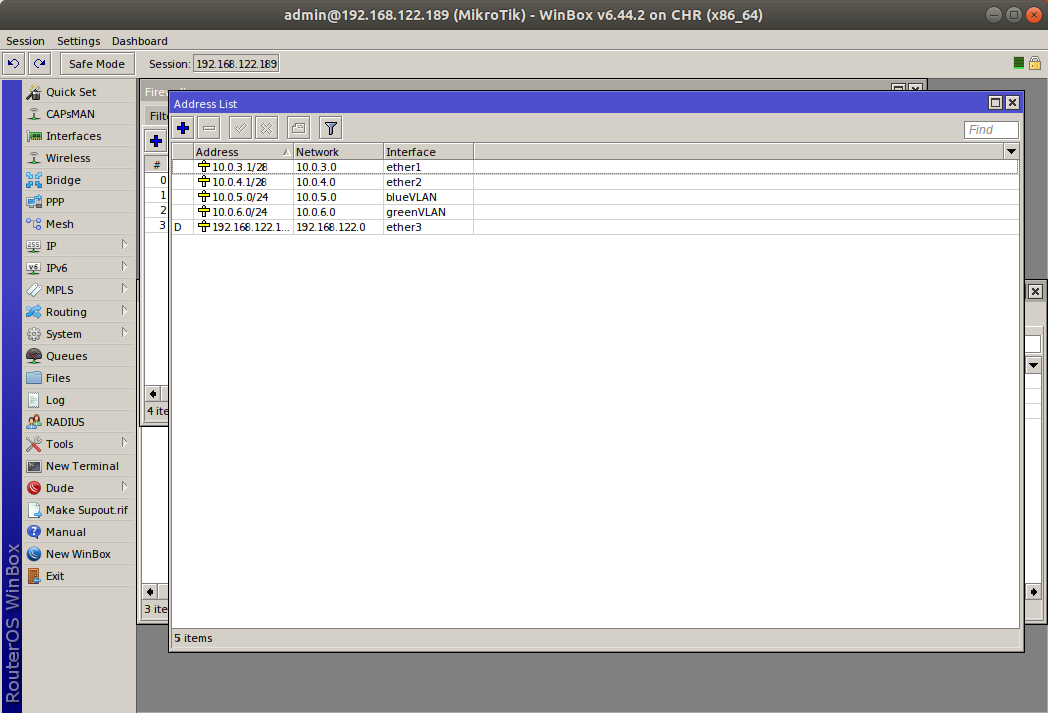 admin@192.168.122.189 (MikroTik) - WinBox v6.44.2 on CHR (x86_64)
Session Settings Dashboard
Safe Mode Session: 192.168.122.189
Quick Set
CAPsMAN
Interfaces
Wireless
Bridge
PPP
Mesh
255 IP
v6 IPv6
MPLS
Routing
System
Queues
Files
Log
RADIUS
Tools
New Terminal
Dude
Make Supout.rif
Manual
New WinBox
Exit
RouterOS WinBox
Firew
Filt
#
0
1
2
3
4 ite
3 ite
Address List
Find
Address Network Interface
10.0.3.1/28 10.0.3.0 ether1
10.0.4.1/28 10.0.4.0 ether2
10.0.5.0/24 10.0.5.0 blueVLAN
10.0.6.0/24 10.0.6.0 greenVLAN
D 192.168.122.1... 192.168.122.0 ether3
5 items